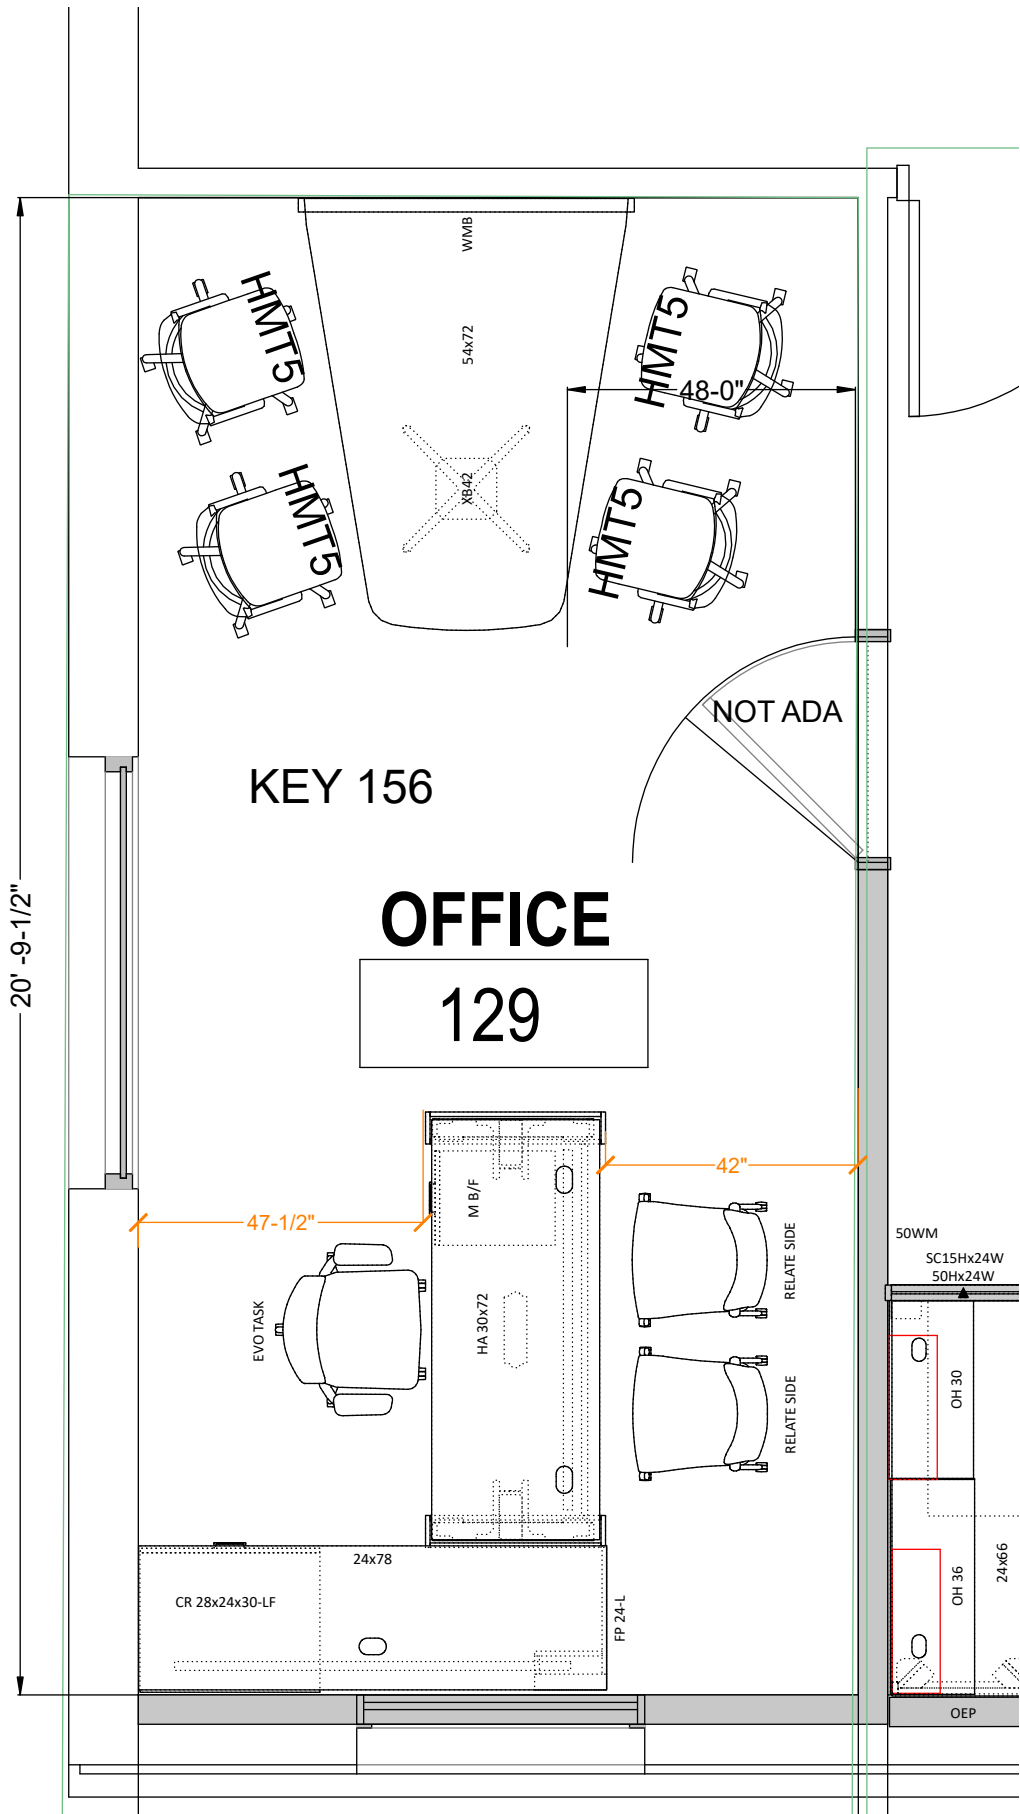 WMB
HMT5
HMT5
54x72
48-0"
XB42
HMT5
HMT5
NOT ADA
KEY 156
20' -9-1/2"
OFFICE
129
42"
47-1/2"
M B/F
HA 30x72
EVO TASK
RELATE SIDE
RELATE SIDE
50WM
SC15Hx24W
50Hx24W
OH 30
OH 36
24x66
24x78
CR 28x24x30-LF
FP 24-L
OEP